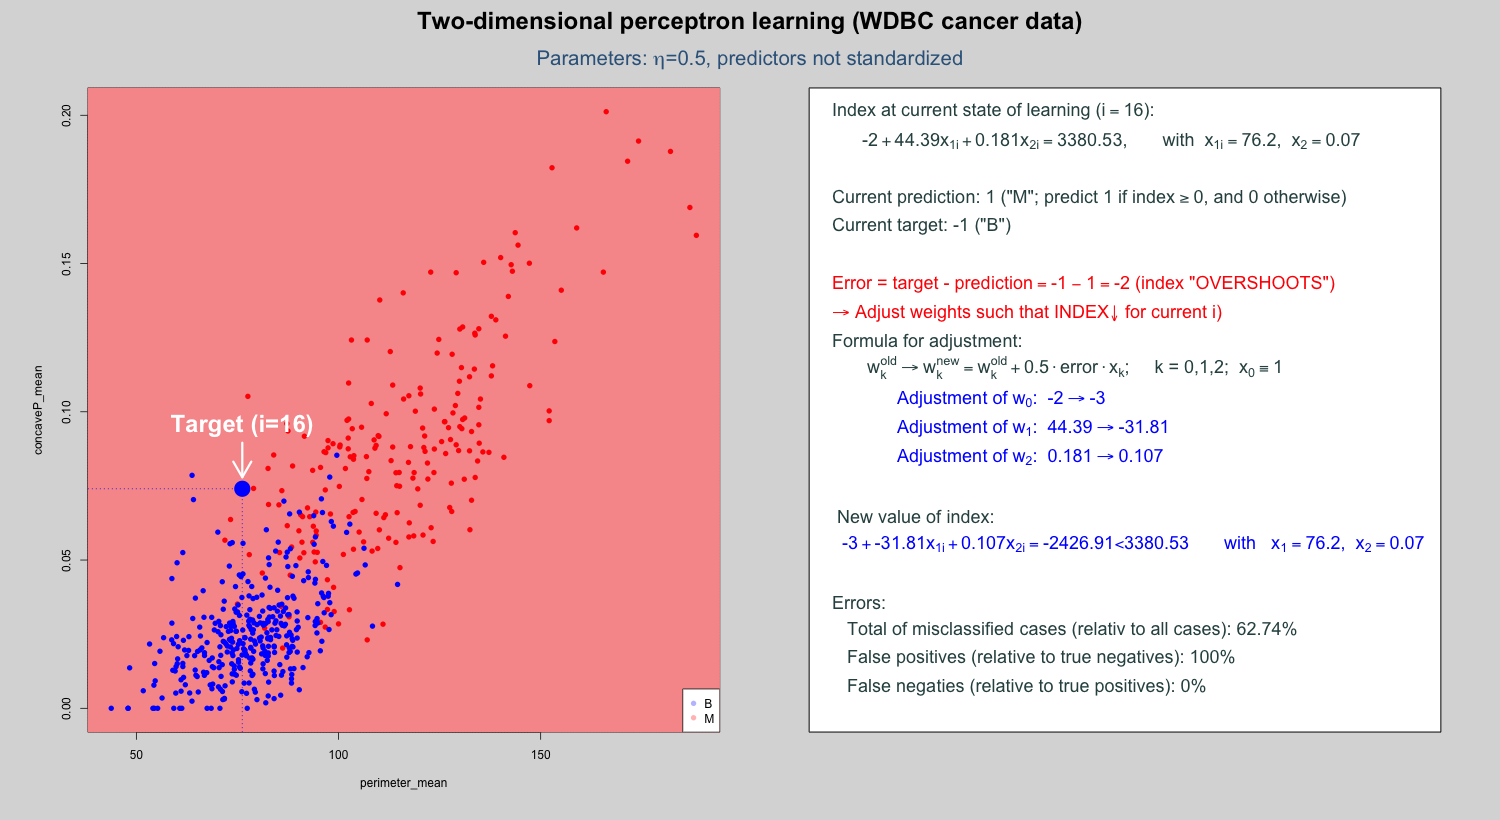 Two-dimensional perceptron learning (WDBC cancer data)
Parameters: η=0.5, predictors not standardized
0.20
0.15
0.10
0.05
0.00
concaveP_mean
Target (i=16)
B
M
50
100
150
perimeter_mean
Index at current state of learning (i = 16):
-2 + 44.39x1i + 0.181x2i = 3380.53, with x1i = 76.2, x2 = 0.07
Current prediction: 1 ("M"; predict 1 if index ≥ 0, and 0 otherwise)
Current target: -1 ("B")
Error = target - prediction = -1 − 1 = -2 (index "OVERSHOOTS")
→ Adjust weights such that INDEX↓ for current i)
Formula for adjustment:
wk^old → wk^new = wk^old + 0.5 · error · xk; k = 0,1,2; x0 ≡ 1
Adjustment of w0: -2 → -3
Adjustment of w1: 44.39 → -31.81
Adjustment of w2: 0.181 → 0.107
New value of index:
-3 + -31.81x1i + 0.107x2i = -2426.91<3380.53 with x1 = 76.2, x2 = 0.07
Errors:
Total of misclassified cases (relativ to all cases): 62.74%
False positives (relative to true negatives): 100%
False negaties (relative to true positives): 0%